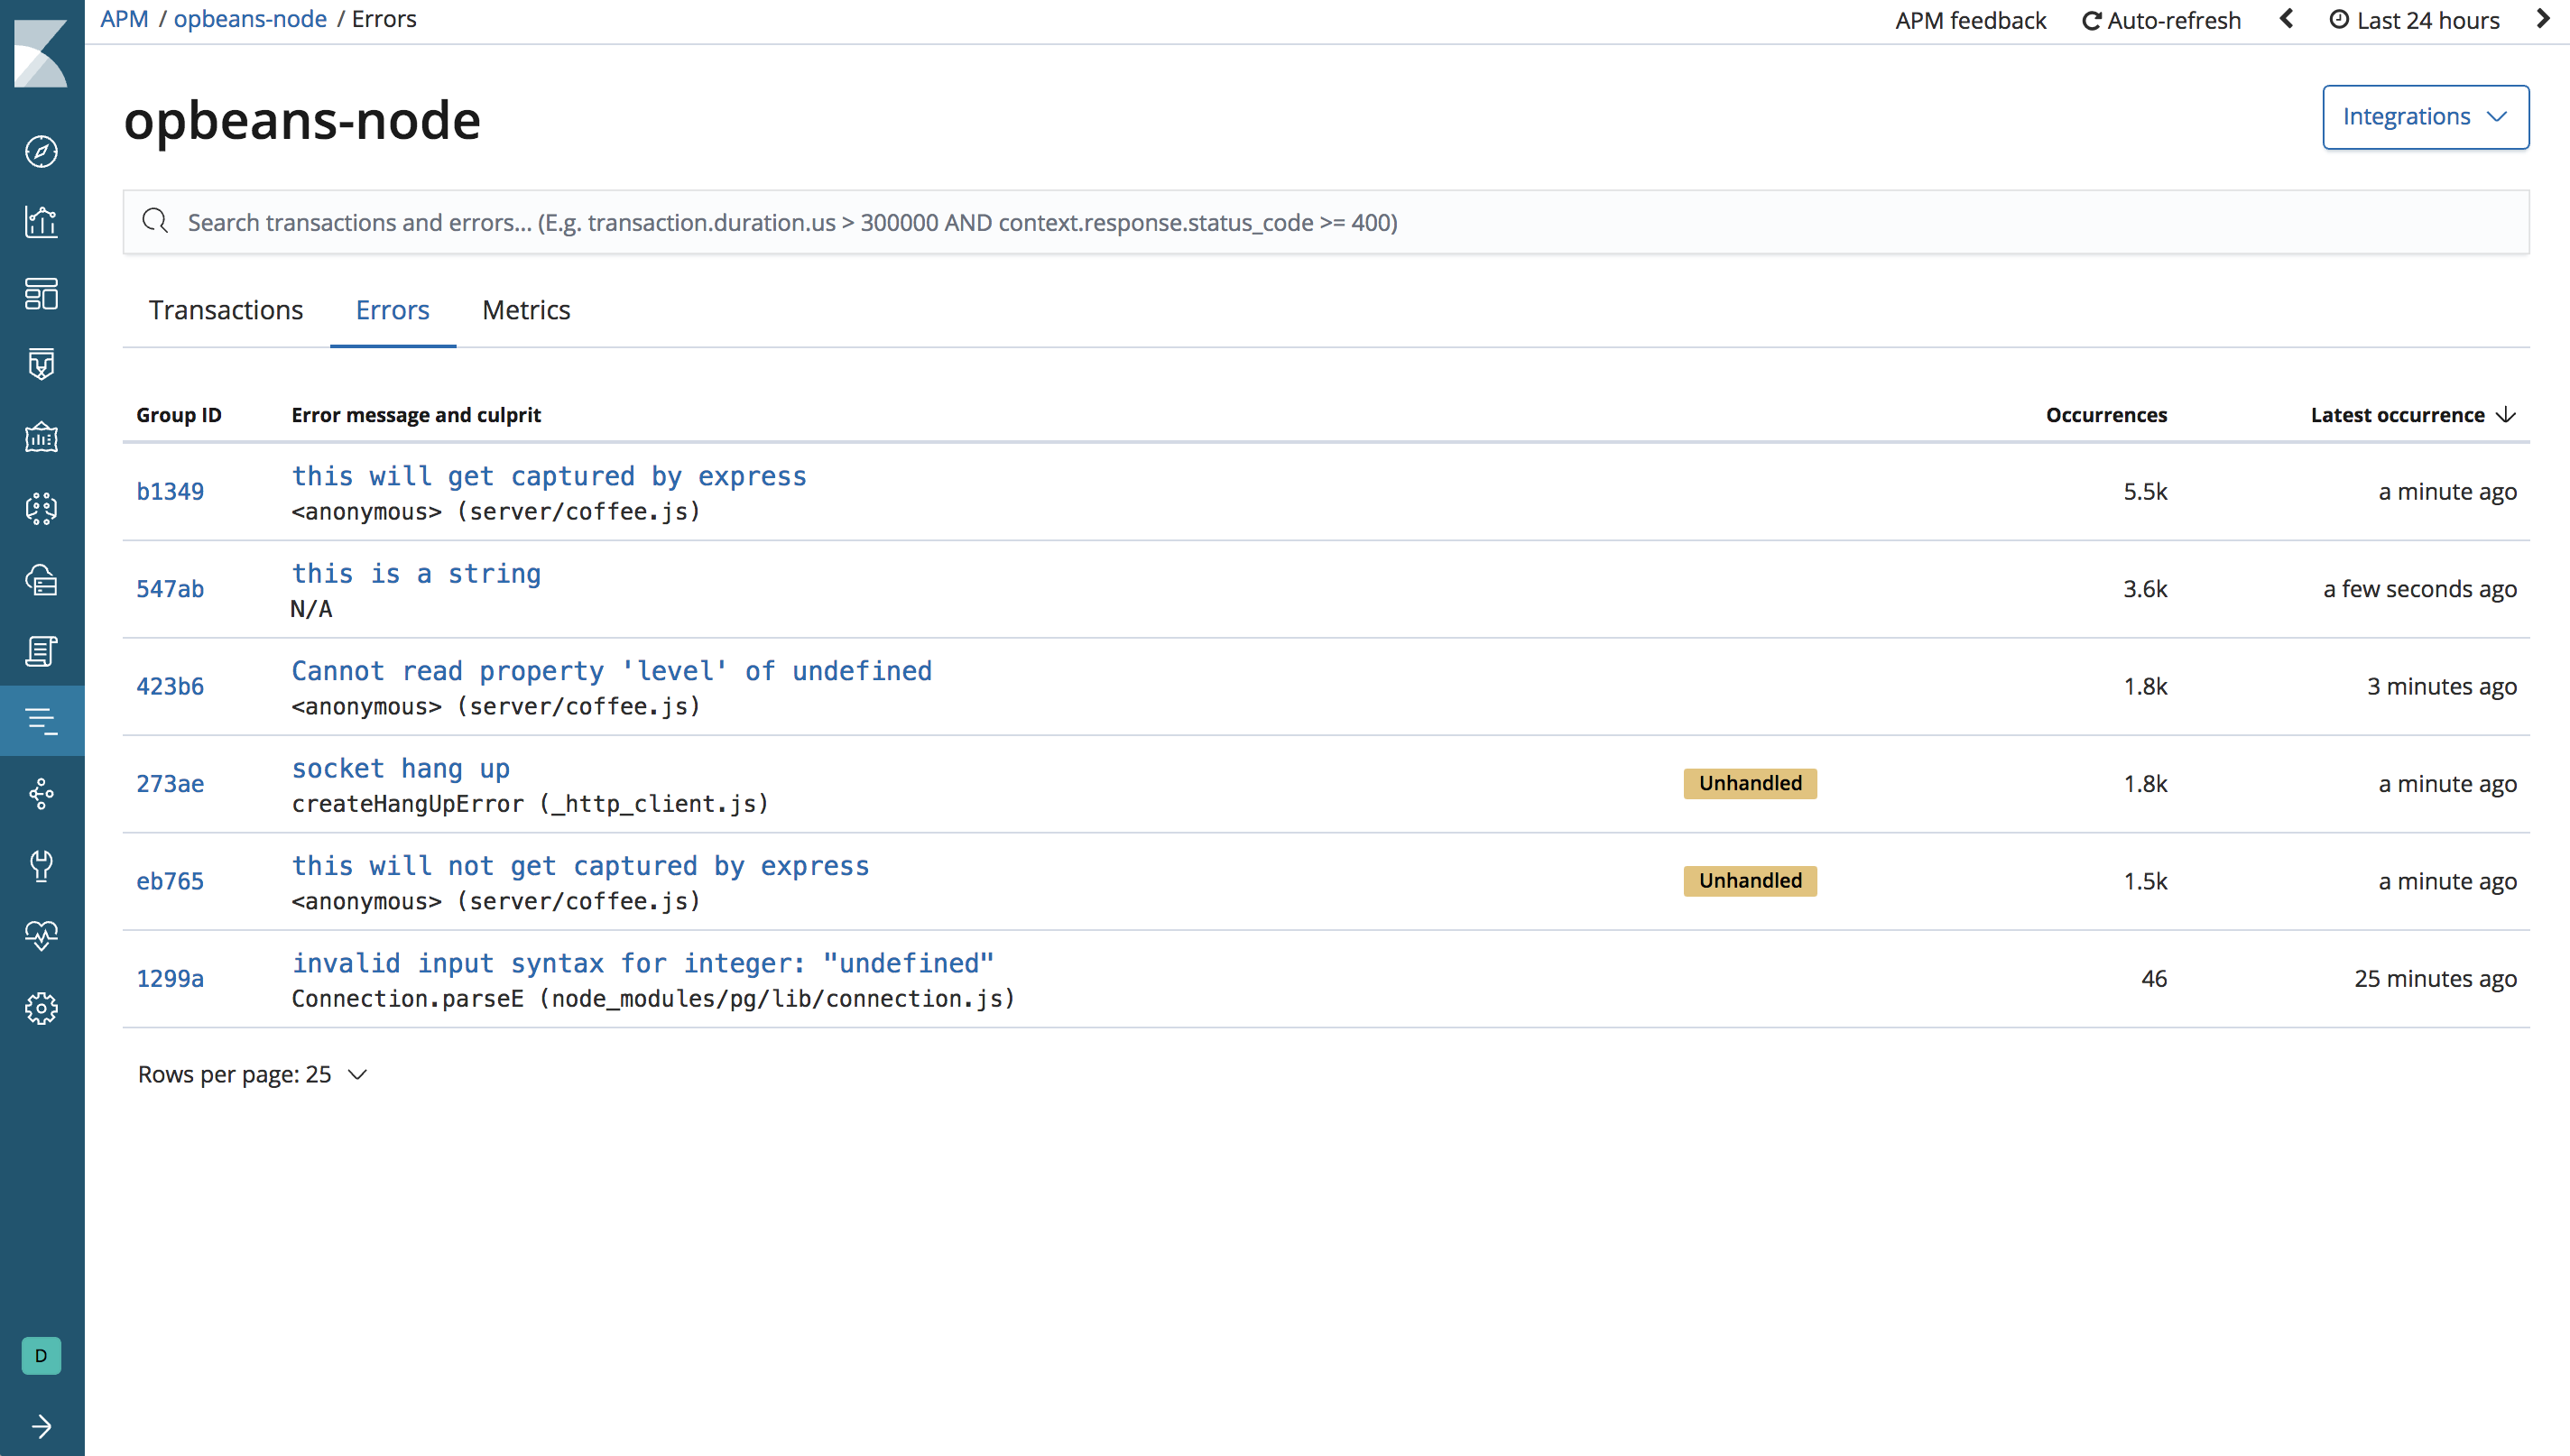 APM / opbeans-node / Errors
APM feedback Auto-refresh Last 24 hours
opbeans-node
Integrations
Search transactions and errors... (E.g. transaction.duration.us > 300000 AND context.response.status_code >= 400)
Transactions Errors Metrics
Group ID Error message and culprit Occurrences Latest occurrence
b1349 this will get captured by express 5.5k a minute ago
<anonymous> (server/coffee.js)
547ab this is a string 3.6k a few seconds ago
N/A
423b6 Cannot read property 'level' of undefined 1.8k 3 minutes ago
<anonymous> (server/coffee.js)
273ae socket hang up Unhandled 1.8k a minute ago
createHangUpError (_http_client.js)
eb765 this will not get captured by express Unhandled 1.5k a minute ago
<anonymous> (server/coffee.js)
1299a invalid input syntax for integer: "undefined" 46 25 minutes ago
Connection.parseE (node_modules/pg/lib/connection.js)
Rows per page: 25
D